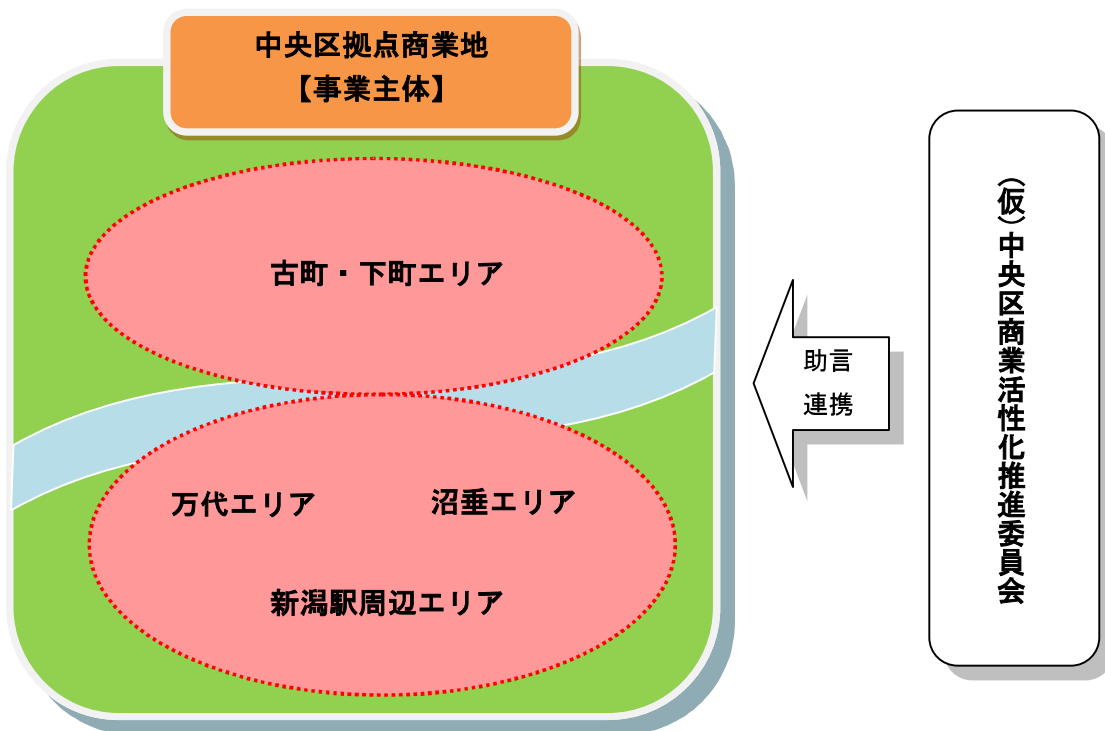 中央区拠点商業地
【事業主体】
古町・下町エリア
万代エリア
沼垂エリア
新潟駅周辺エリア
助言
連携
(仮)中央区商業活性化推進委員会